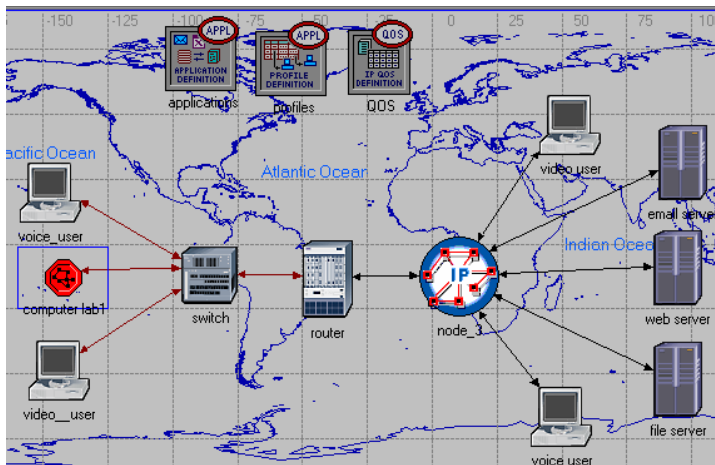 -150
-125
-100
-75
-50
-25
0
25
50
75
10
APPL
APPL
QOS
APPLICATION
DEFINITION
PROFILE
DEFINITION
IP QOS
DEFINITION
applications
profiles
QOS
acific Ocean
Atlantic Ocean
Indian Ocea
video user
email server
voice_user
computer lab1
switch
router
IP
node_3
web server
video__user
voice user
file server